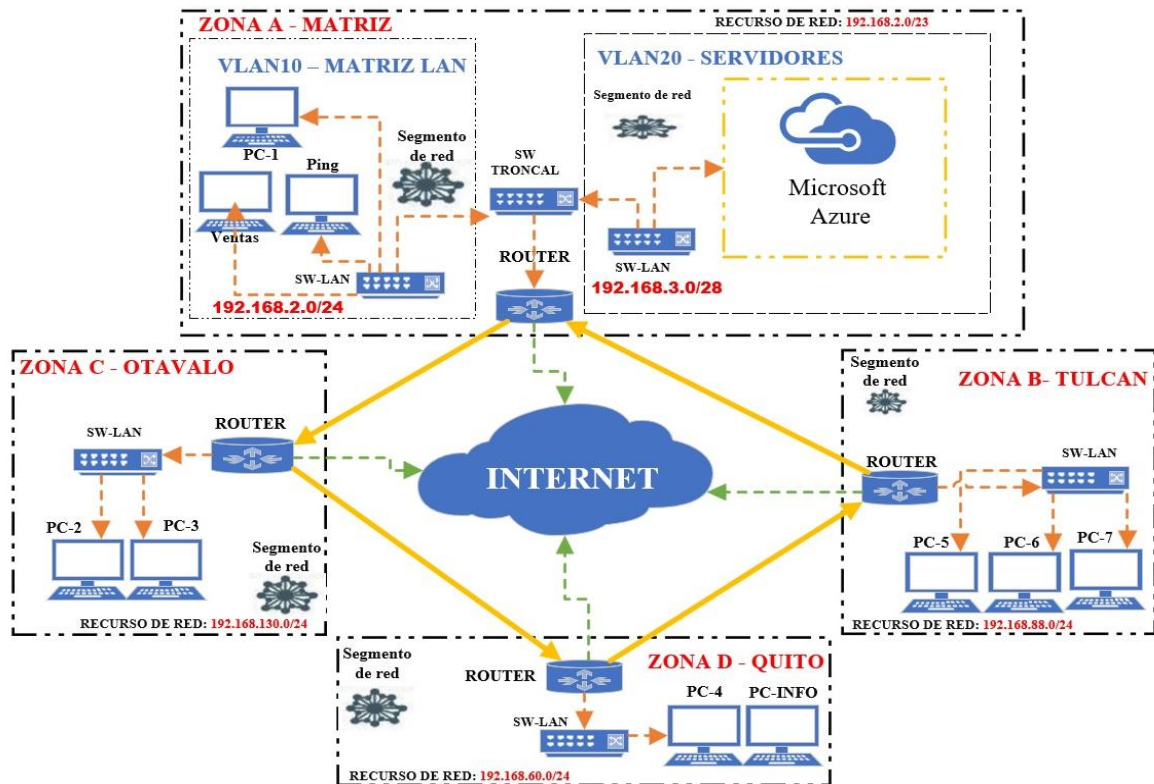 ZONA A - MATRIZ
RECURSO DE RED: 192.168.2.0/23
VLAN10 – MATRIZ LAN
PC-1
Ping
Ventas
Segmento
de red
SW-LAN
192.168.2.0/24
SW
TRONCAL
ROUTER
VLAN20 - SERVIDORES
Segmento de red
Microsoft
Azure
SW-LAN
192.168.3.0/28
ZONA C - OTAVALO
ROUTER
SW-LAN
PC-2
PC-3
Segmento
de red
RECURSO DE RED: 192.168.130.0/24
INTERNET
Segmento
de red
ZONA B- TULCAN
ROUTER
SW-LAN
PC-5
PC-6
PC-7
RECURSO DE RED: 192.168.88.0/24
Segmento
de red
ROUTER
ZONA D - QUITO
SW-LAN
PC-4
PC-INFO
RECURSO DE RED: 192.168.60.0/24